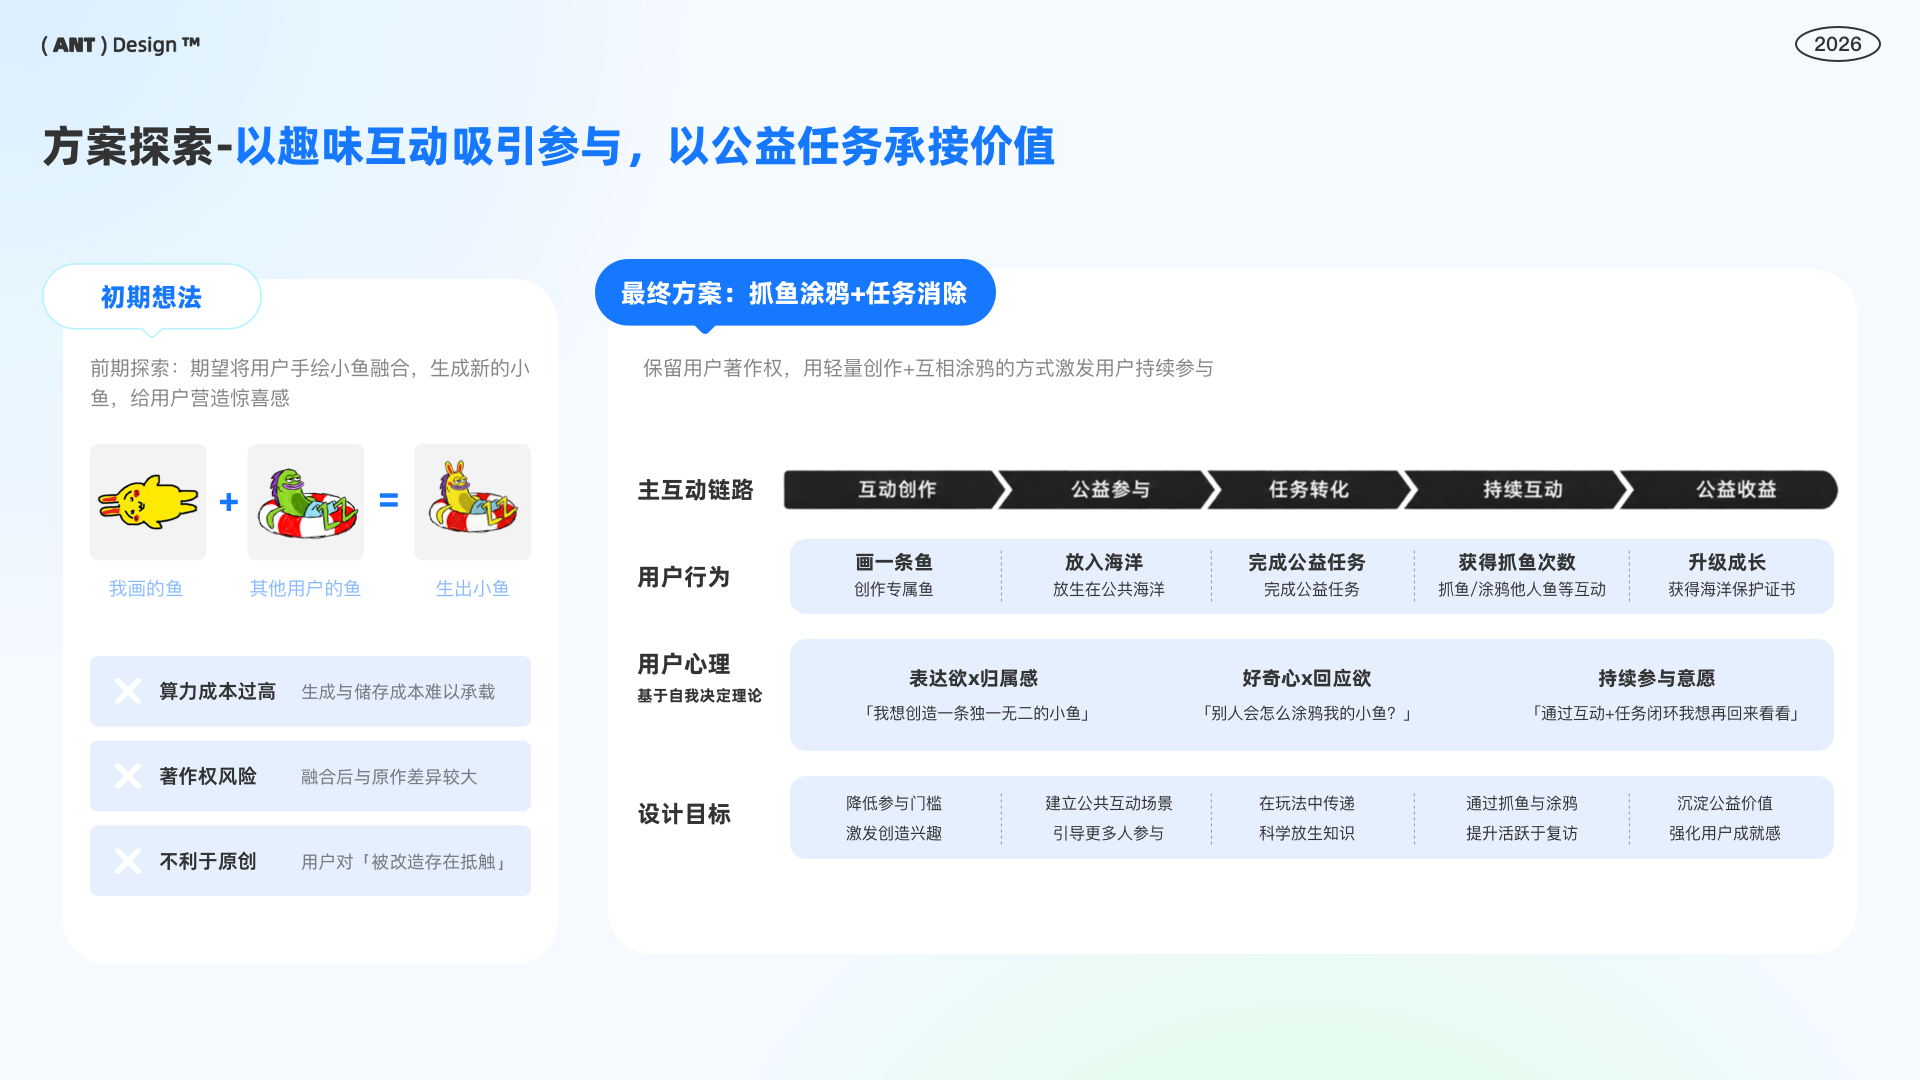 ( ANT ) Design ™
2026
方案探索-以趣味互动吸引参与，以公益任务承接价值
初期想法
前期探索：期望将用户手绘小鱼融合，生成新的小
鱼，给用户营造惊喜感
+
=
我画的鱼
其他用户的鱼
生出小鱼
算力成本过高 生成与储存成本难以承载
著作权风险 融合后与原作差异较大
不利于原创 用户对「被改造存在抵触」
最终方案：抓鱼涂鸦+任务消除
保留用户著作权，用轻量创作+互相涂鸦的方式激发用户持续参与
主互动链路 互动创作 公益参与 任务转化 持续互动 公益收益
用户行为
画一条鱼 放入海洋 完成公益任务 获得抓鱼次数 升级成长
创作专属鱼 放生在公共海洋 完成公益任务 抓鱼/涂鸦他人鱼等互动 获得海洋保护证书
用户心理
基于自我决定理论
表达欲x归属感 好奇心x回应欲 持续参与意愿
「我想创造一条独一无二的小鱼」 「别人会怎么涂鸦我的小鱼？」 「通过互动+任务闭环我想再回来看看」
设计目标
降低参与门槛 建立公共互动场景 在玩法中传递 通过抓鱼与涂鸦 沉淀公益价值
激发创造兴趣 引导更多人参与 科学放生知识 提升活跃于复访 强化用户成就感